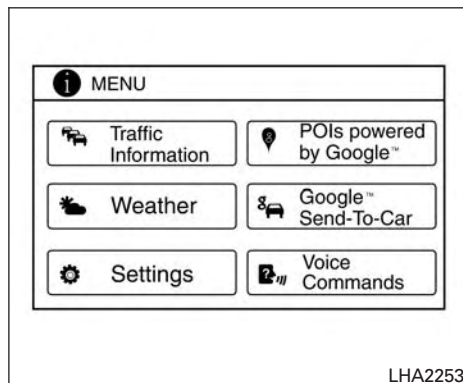 i MENU
Traffic
Information
POIs powered
by Google™
Weather
Google™
Send-To-Car
Settings
Voice
Commands
LHA2253